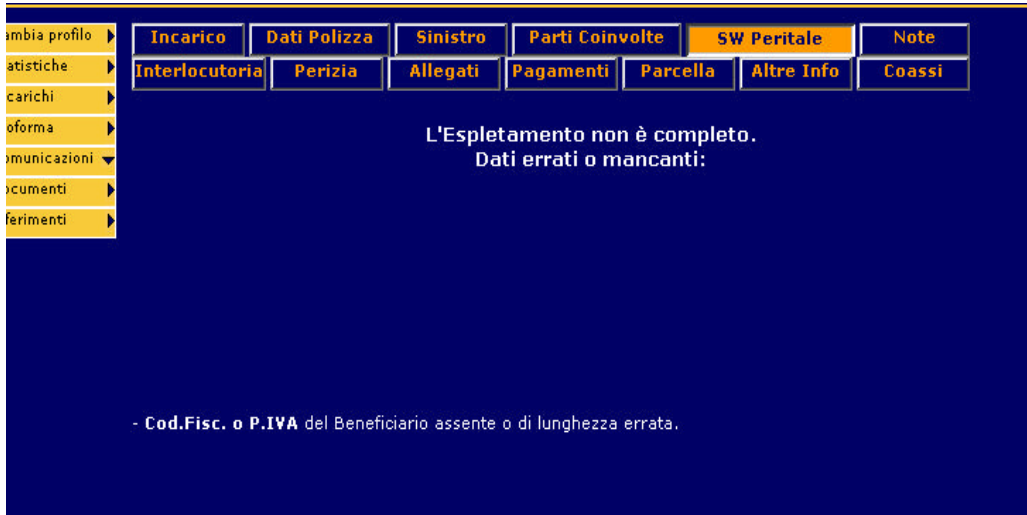 ambia profilo
Incarico Dati Polizza Sinistro Parti Coinvolte SW Peritale Note
atistiche
Interlocutoria Perizia Allegati Pagamenti Parcella Altre Info Coassi
carichi
oforma
omunicazioni
ocumenti
ferimenti
L'Espletamento non è completo.
Dati errati o mancanti:
- Cod.Fisc. o P.IVA del Beneficiario assente o di lunghezza errata.